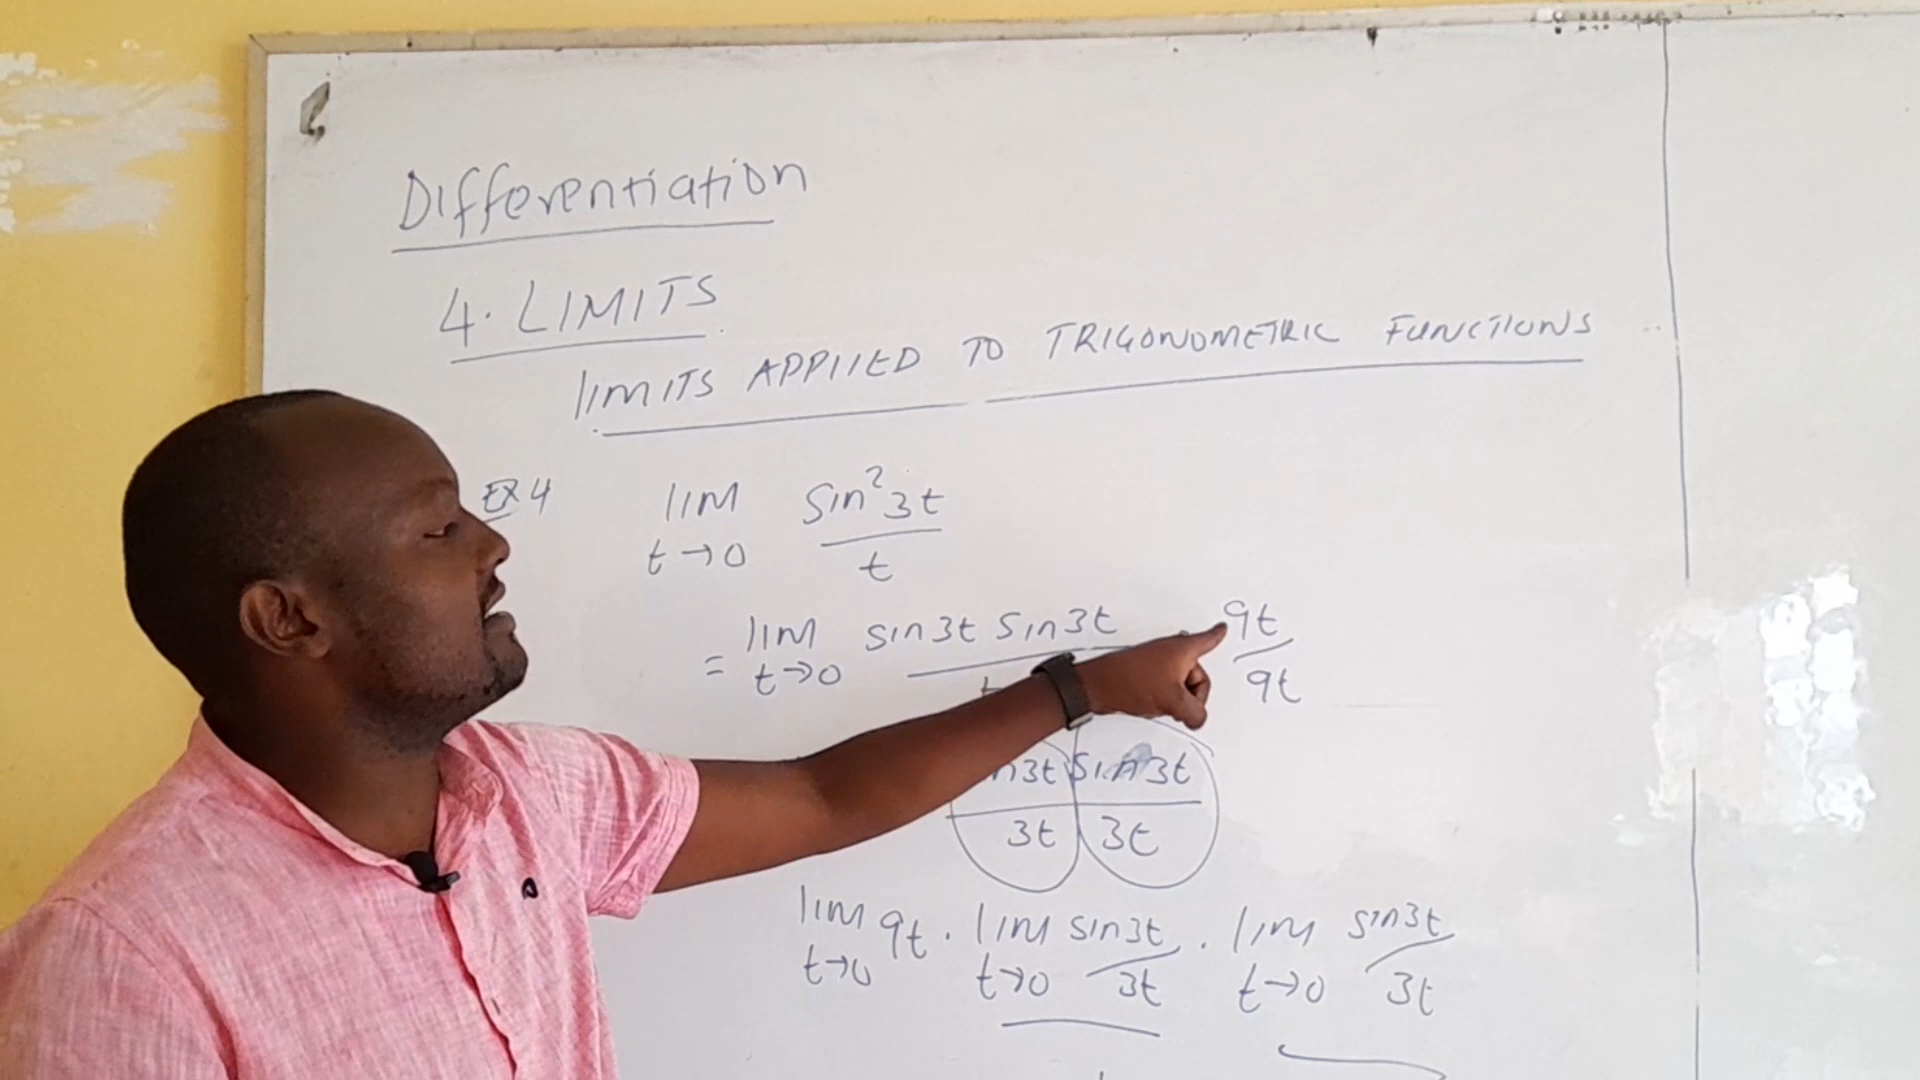 Differentiation
4. LIMITS
LIMITS APPLIED TO TRIGONOMETRIC FUNCTIONS
EX 4 lim t→0 sin²3t / t
= lim t→0 sin3t sin3t 9t / 9t
n3t sin3t
3t 3t
lim t→0 9t . lim t→0 sin3t / 3t . lim t→0 sin3t / 3t